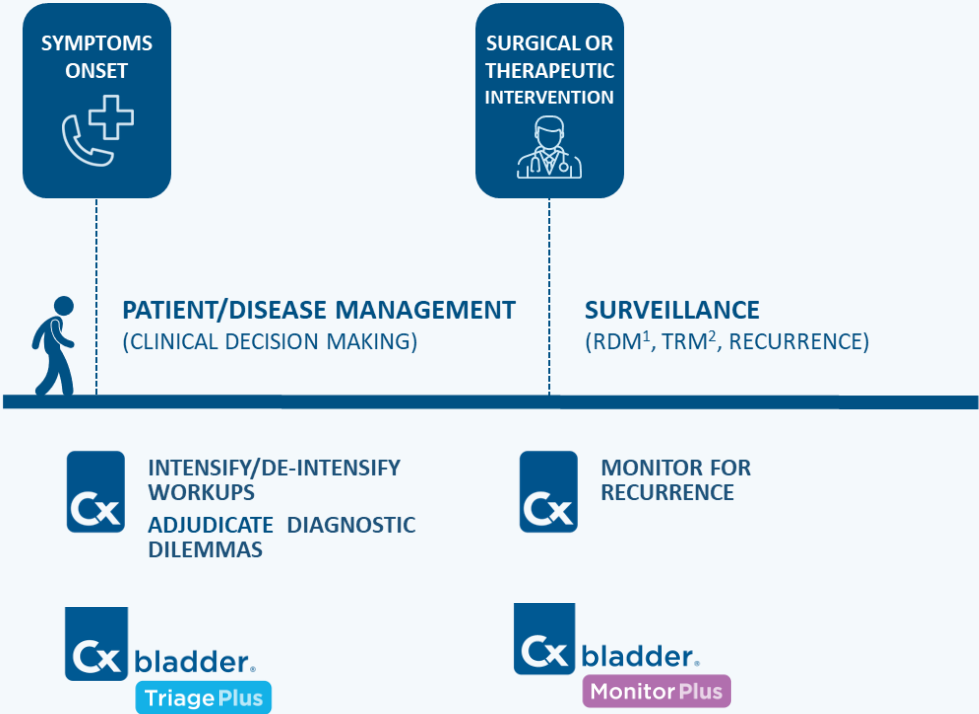 SYMPTOMS
ONSET
SURGICAL OR
THERAPEUTIC
INTERVENTION
PATIENT/DISEASE MANAGEMENT
(CLINICAL DECISION MAKING)
SURVEILLANCE
(RDM¹, TRM², RECURRENCE)
Cx
INTENSIFY/DE-INTENSIFY
WORKUPS
ADJUDICATE DIAGNOSTIC
DILEMMAS
Cx
MONITOR FOR
RECURRENCE
Cx bladder®
Triage Plus
Cx bladder®
Monitor Plus